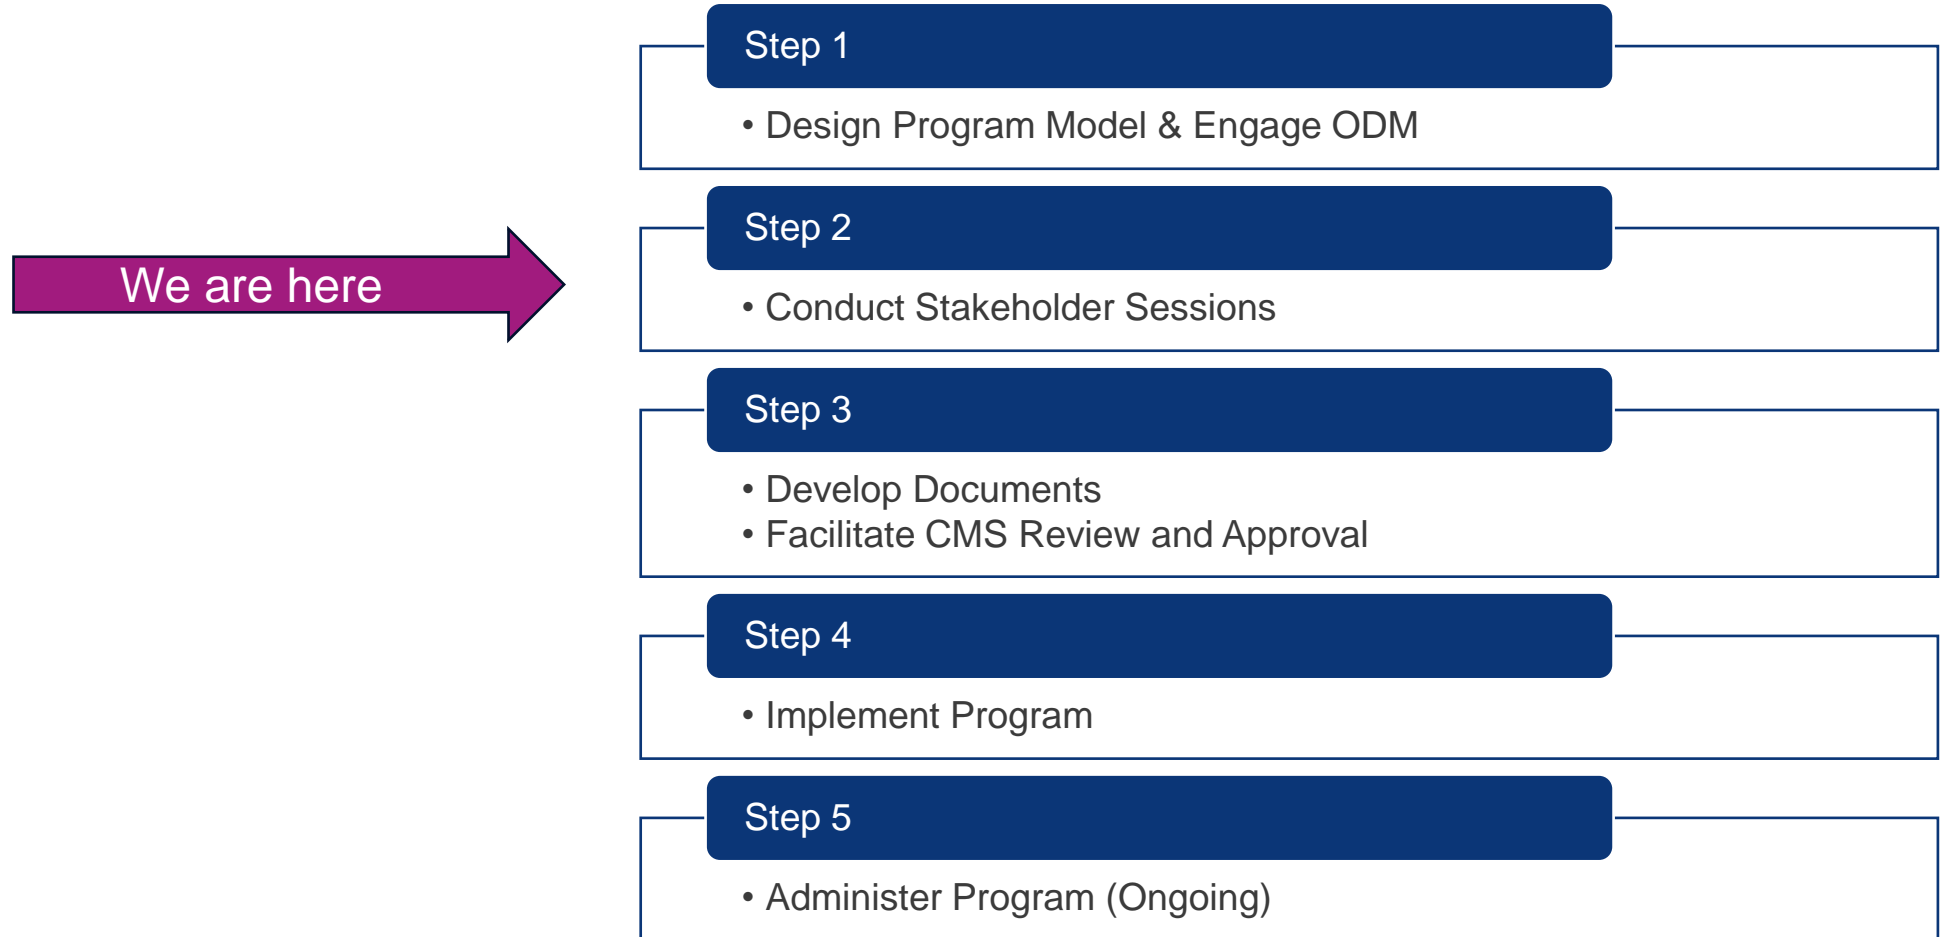 Step 1
• Design Program Model & Engage ODM
Step 2
We are here
• Conduct Stakeholder Sessions
Step 3
• Develop Documents
• Facilitate CMS Review and Approval
Step 4
• Implement Program
Step 5
• Administer Program (Ongoing)